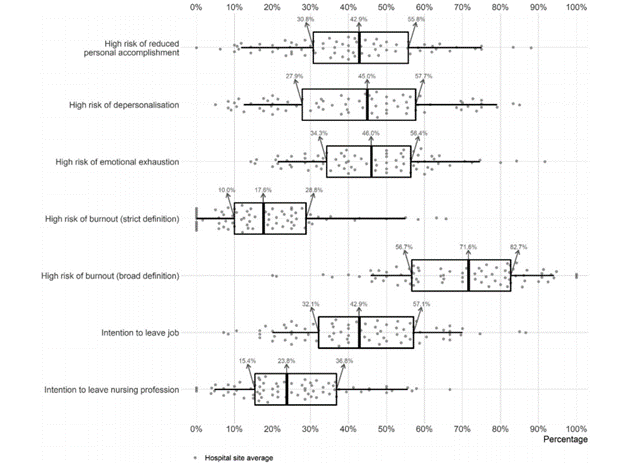 0% 10% 20% 30% 40% 50% 60% 70% 80% 90% 100%
30.8% 42.9% 55.8%
High risk of reduced
personal accomplishment
27.9% 45.0% 57.7%
High risk of depersonalisation
34.3% 46.0% 56.4%
High risk of emotional exhaustion
10.0% 17.6% 28.8%
High risk of burnout (strict definition)
56.7% 71.6% 82.7%
High risk of burnout (broad definition)
32.1% 42.9% 57.1%
Intention to leave job
15.4% 23.8% 36.8%
Intention to leave nursing profession
0% 10% 20% 30% 40% 50% 60% 70% 80% 90% 100%
Percentage
Hospital site average